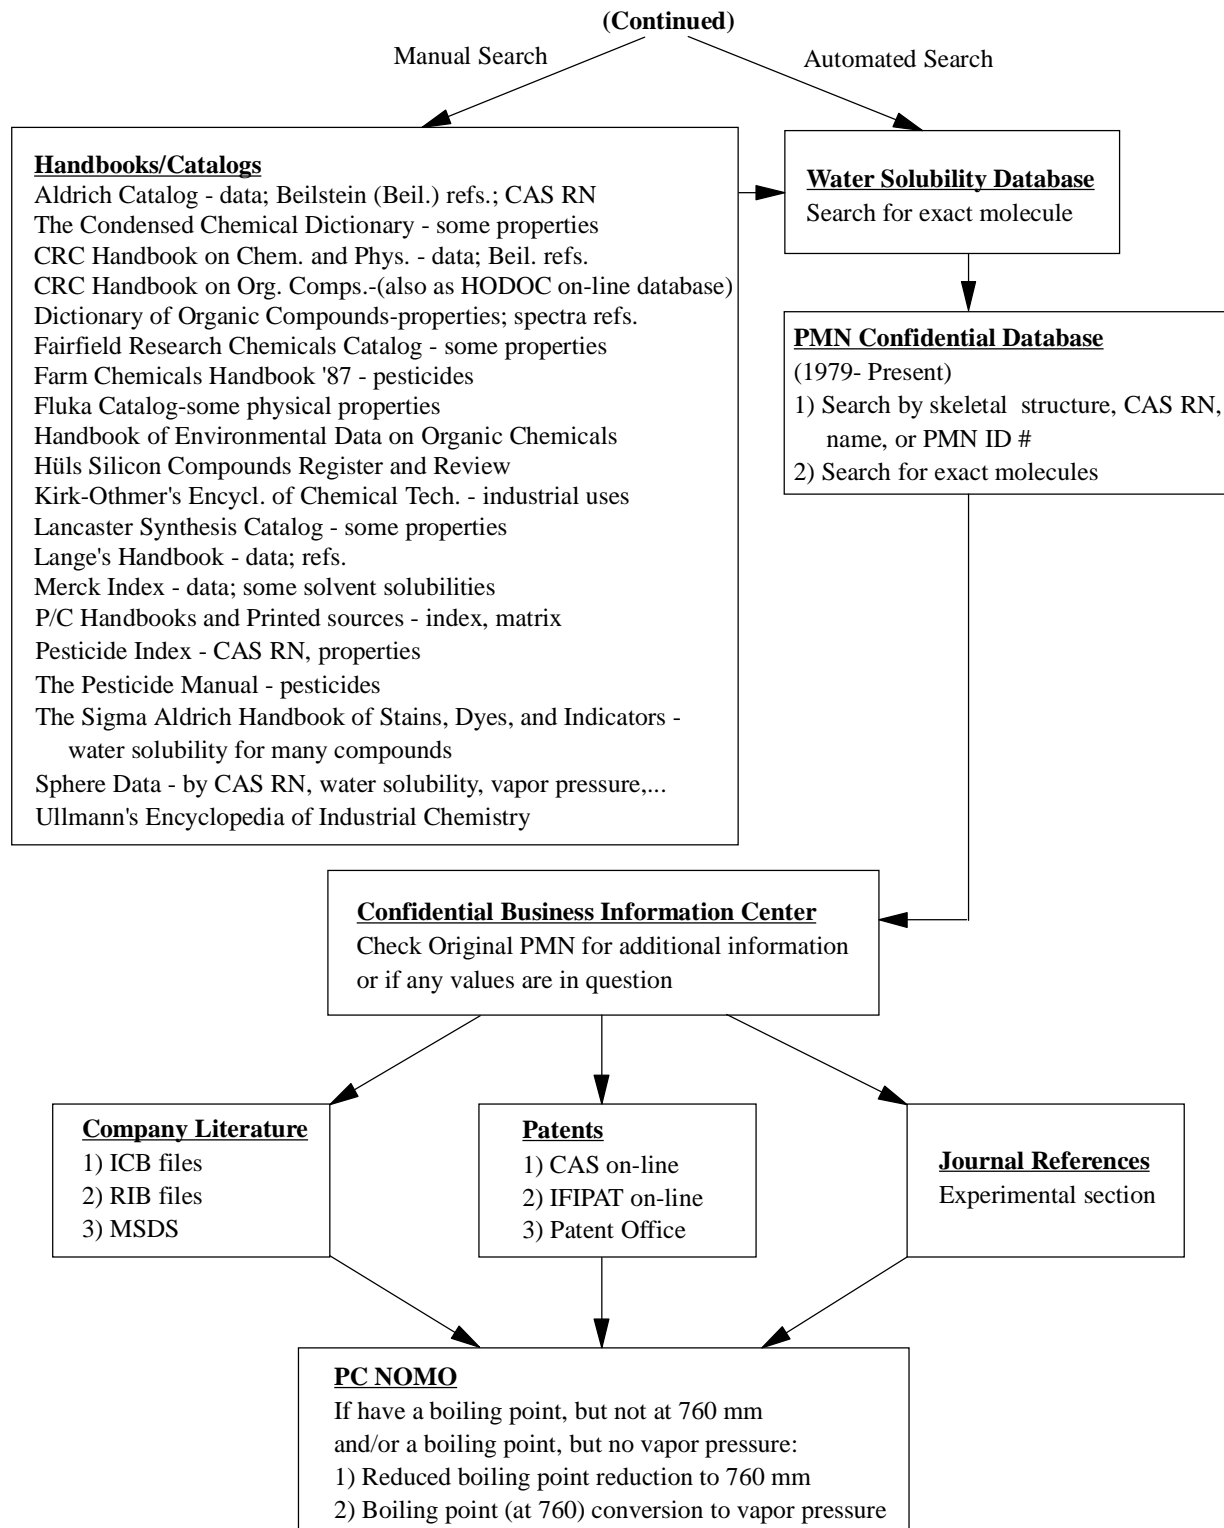 (Continued)
Manual Search
Automated Search
Handbooks/Catalogs
Aldrich Catalog - data; Beilstein (Beil.) refs.; CAS RN
The Condensed Chemical Dictionary - some properties
CRC Handbook on Chem. and Phys. - data; Beil. refs.
CRC Handbook on Org. Comps.-(also as HODOC on-line database)
Dictionary of Organic Compounds-properties; spectra refs.
Fairfield Research Chemicals Catalog - some properties
Farm Chemicals Handbook '87 - pesticides
Fluka Catalog-some physical properties
Handbook of Environmental Data on Organic Chemicals
Hüls Silicon Compounds Register and Review
Kirk-Othmer's Encycl. of Chemical Tech. - industrial uses
Lancaster Synthesis Catalog - some properties
Lange's Handbook - data; refs.
Merck Index - data; some solvent solubilities
P/C Handbooks and Printed sources - index, matrix
Pesticide Index - CAS RN, properties
The Pesticide Manual - pesticides
The Sigma Aldrich Handbook of Stains, Dyes, and Indicators -
water solubility for many compounds
Sphere Data - by CAS RN, water solubility, vapor pressure,...
Ullmann's Encyclopedia of Industrial Chemistry
Water Solubility Database
Search for exact molecule
PMN Confidential Database
(1979- Present)
1) Search by skeletal structure, CAS RN,
name, or PMN ID #
2) Search for exact molecules
Confidential Business Information Center
Check Original PMN for additional information
or if any values are in question
Company Literature
1) ICB files
2) RIB files
3) MSDS
Patents
1) CAS on-line
2) IFIPAT on-line
3) Patent Office
Journal References
Experimental section
PC NOMO
If have a boiling point, but not at 760 mm
and/or a boiling point, but no vapor pressure:
1) Reduced boiling point reduction to 760 mm
2) Boiling point (at 760) conversion to vapor pressure